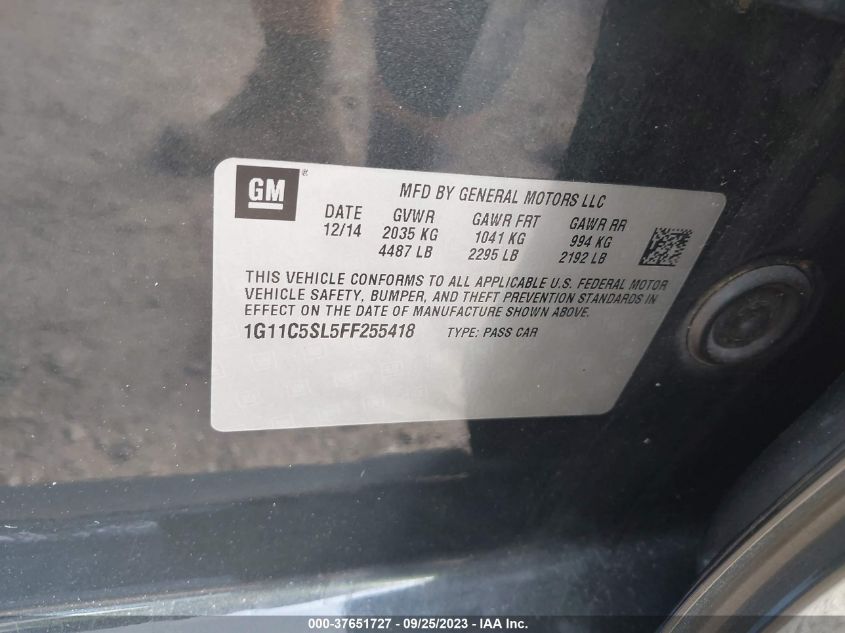 GM ®
MFD BY GENERAL MOTORS LLC
DATE GVWR GAWR FRT GAWR RR
12/14 2035 KG 1041 KG 994 KG
4487 LB 2295 LB 2192 LB
THIS VEHICLE CONFORMS TO ALL APPLICABLE U.S. FEDERAL MOTOR
VEHICLE SAFETY, BUMPER, AND THEFT PREVENTION STANDARDS IN
EFFECT ON THE DATE OF MANUFACTURE SHOWN ABOVE.
1G11C5SL5FF255418 TYPE: PASS CAR
000-37651727 - 09/25/2023 - © IAA Inc.